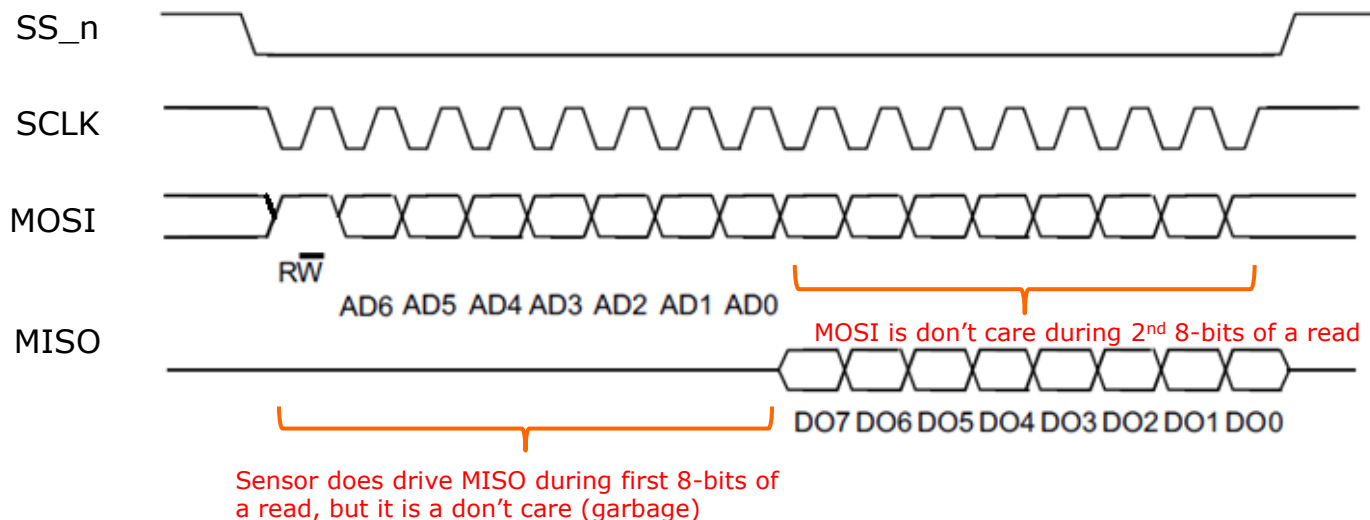 SS_n
SCLK
MOSI
RW̅
AD6 AD5 AD4 AD3 AD2 AD1 AD0
MOSI is don’t care during 2nd 8-bits of a read
MISO
DO7 DO6 DO5 DO4 DO3 DO2 DO1 DO0
Sensor does drive MISO during first 8-bits of
a read, but it is a don’t care (garbage)